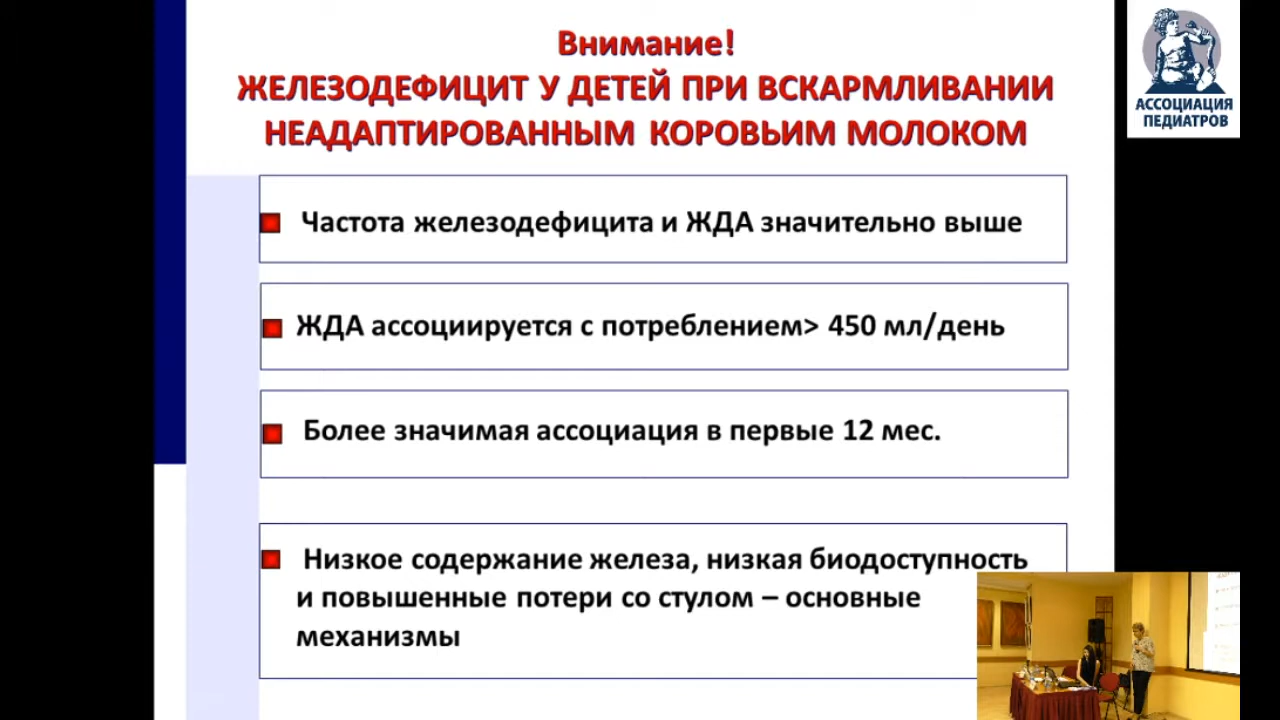 Внимание!
ЖЕЛЕЗОДЕФИЦИТ У ДЕТЕЙ ПРИ ВСКАРМЛИВАНИИ
НЕАДАПТИРОВАННЫМ КОРОВЬИМ МОЛОКОМ
АССОЦИАЦИЯ
ПЕДИАТРОВ
Частота железодефицита и ЖДА значительно выше
ЖДА ассоциируется с потреблением> 450 мл/день
Более значимая ассоциация в первые 12 мес.
Низкое содержание железа, низкая биодоступность
и повышенные потери со стулом – основные
механизмы